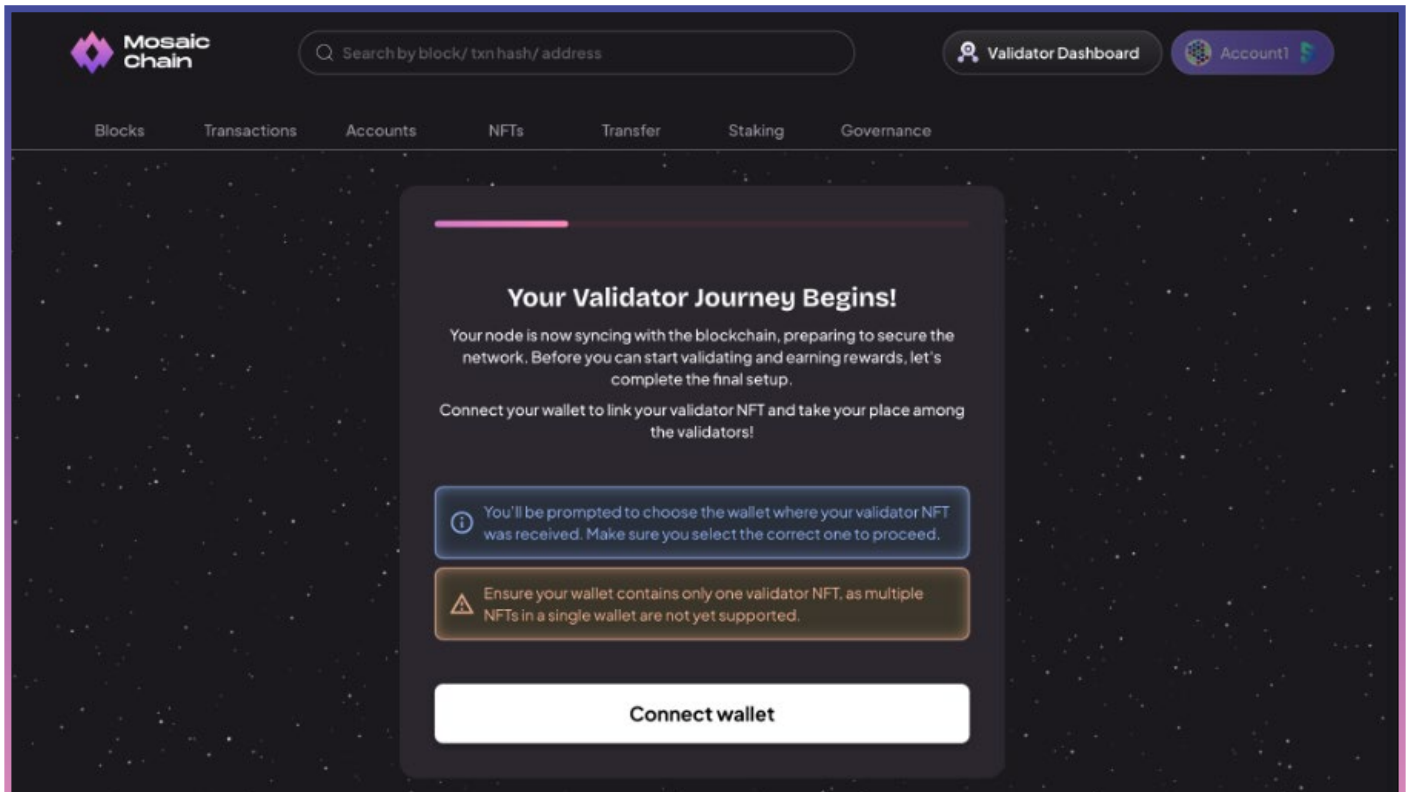 Mosaic
Chain
Search by block/ txn hash/ address
Validator Dashboard
Account1
Blocks
Transactions
Accounts
NFTs
Transfer
Staking
Governance
Your Validator Journey Begins!
Your node is now syncing with the blockchain, preparing to secure the
network. Before you can start validating and earning rewards, let's
complete the final setup.
Connect your wallet to link your validator NFT and take your place among
the validators!
You'll be prompted to choose the wallet where your validator NFT
was received. Make sure you select the correct one to proceed.
Ensure your wallet contains only one validator NFT, as multiple
NFTs in a single wallet are not yet supported.
Connect wallet